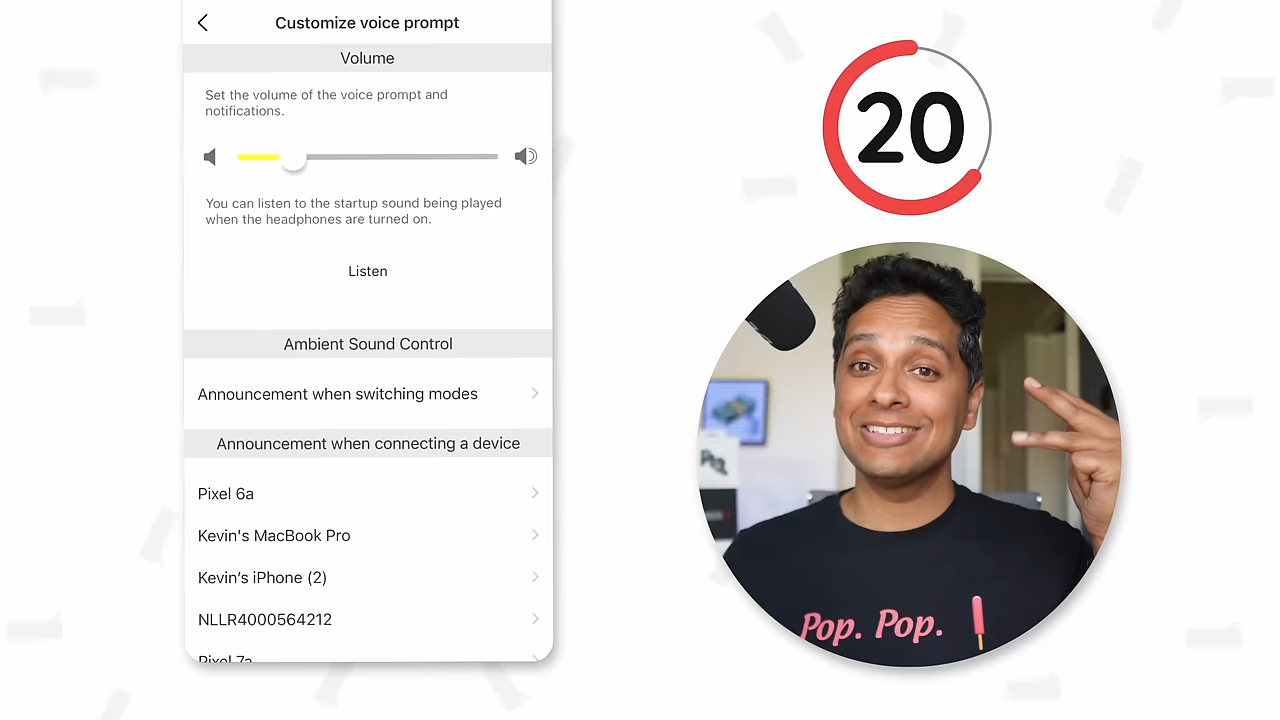 Customize voice prompt
Volume
Set the volume of the voice prompt and
notifications.
You can listen to the startup sound being played
when the headphones are turned on.
Listen
Ambient Sound Control
Announcement when switching modes
Announcement when connecting a device
Pixel 6a
Kevin's MacBook Pro
Kevin’s iPhone (2)
NLLR4000564212
Pixel 7a
20
Pop. Pop.